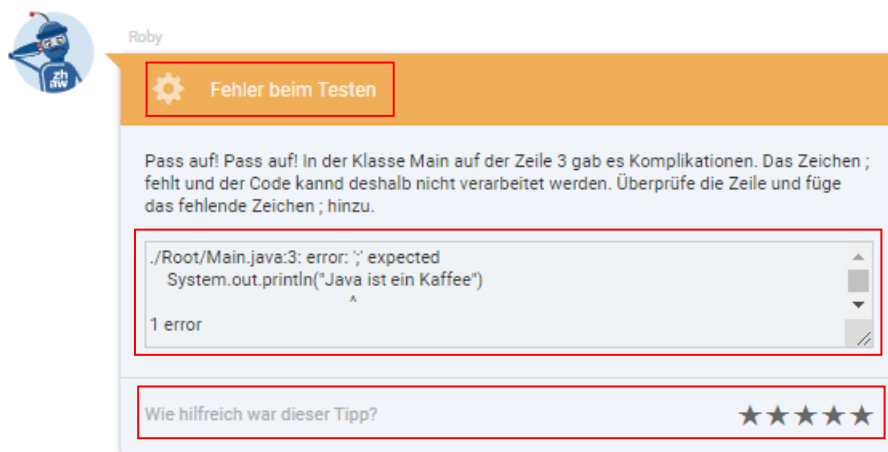 Roby
zh
aw
Fehler beim Testen
Pass auf! Pass auf! In der Klasse Main auf der Zeile 3 gab es Komplikationen. Das Zeichen ;
fehlt und der Code kannd deshalb nicht verarbeitet werden. Überprüfe die Zeile und füge
das fehlende Zeichen ; hinzu.
./Root/Main.java:3: error: ';' expected
System.out.println("Java ist ein Kaffee")
^
1 error
Wie hilfreich war dieser Tipp?